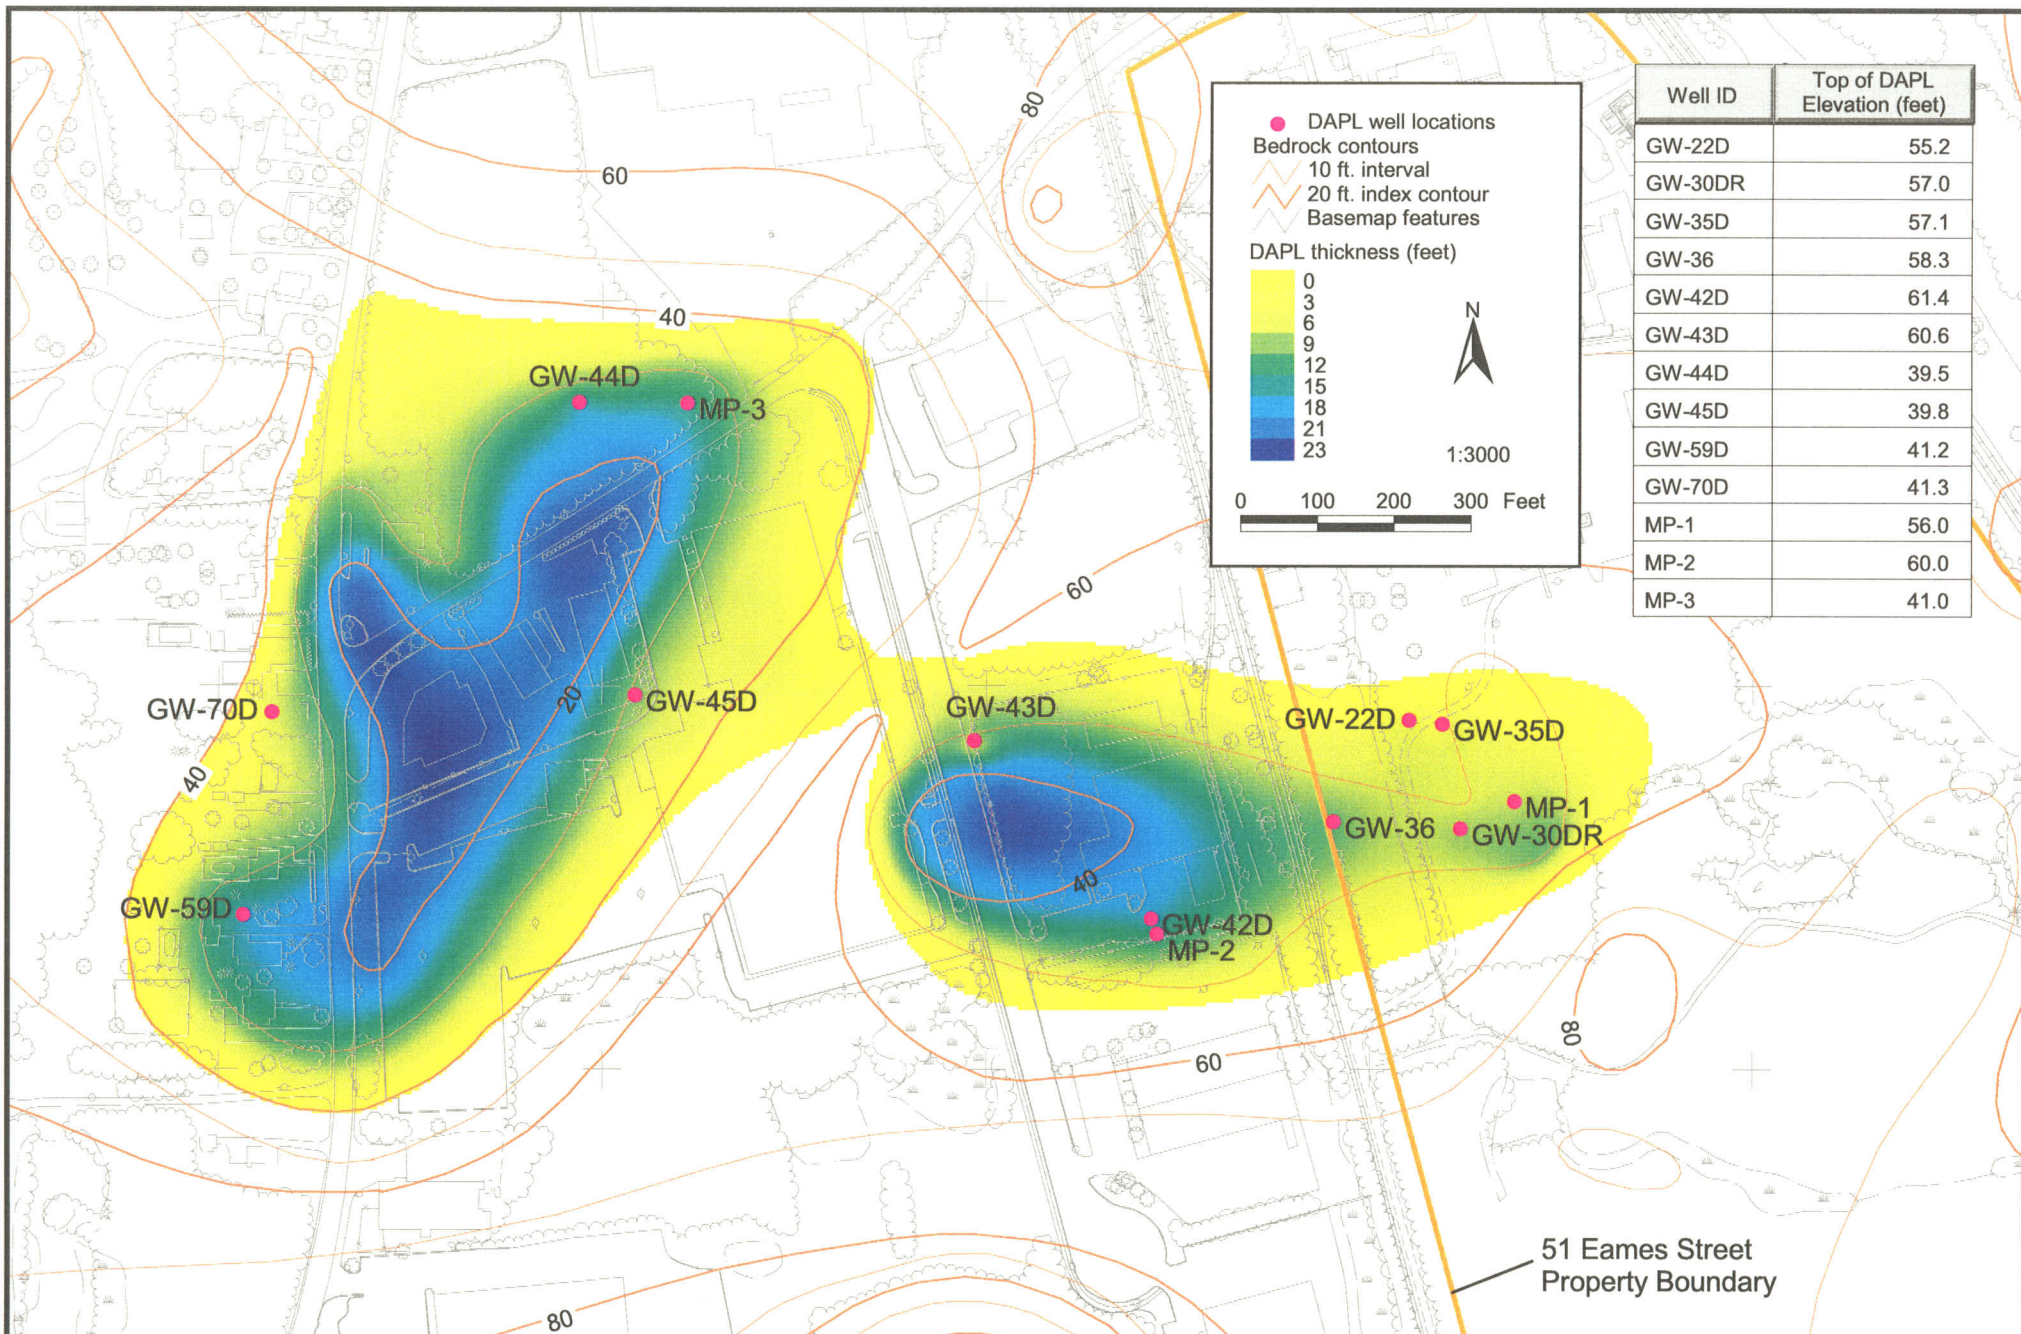 80
60
40
GW-44D
MP-3
GW-70D
20
GW-45D
40
GW-59D
60
GW-43D
GW-22D
GW-35D
MP-1
GW-36
GW-30DR
40
GW-42D
MP-2
60
80
80
51 Eames Street
Property Boundary
DAPL well locations
Bedrock contours
10 ft. interval
20 ft. index contour
Basemap features
DAPL thickness (feet)
0
3
6
9
12
15
18
21
23
N
1:3000
0 100 200 300 Feet
Well ID Top of DAPL
Elevation (feet)
GW-22D 55.2
GW-30DR 57.0
GW-35D 57.1
GW-36 58.3
GW-42D 61.4
GW-43D 60.6
GW-44D 39.5
GW-45D 39.8
GW-59D 41.2
GW-70D 41.3
MP-1 56.0
MP-2 60.0
MP-3 41.0